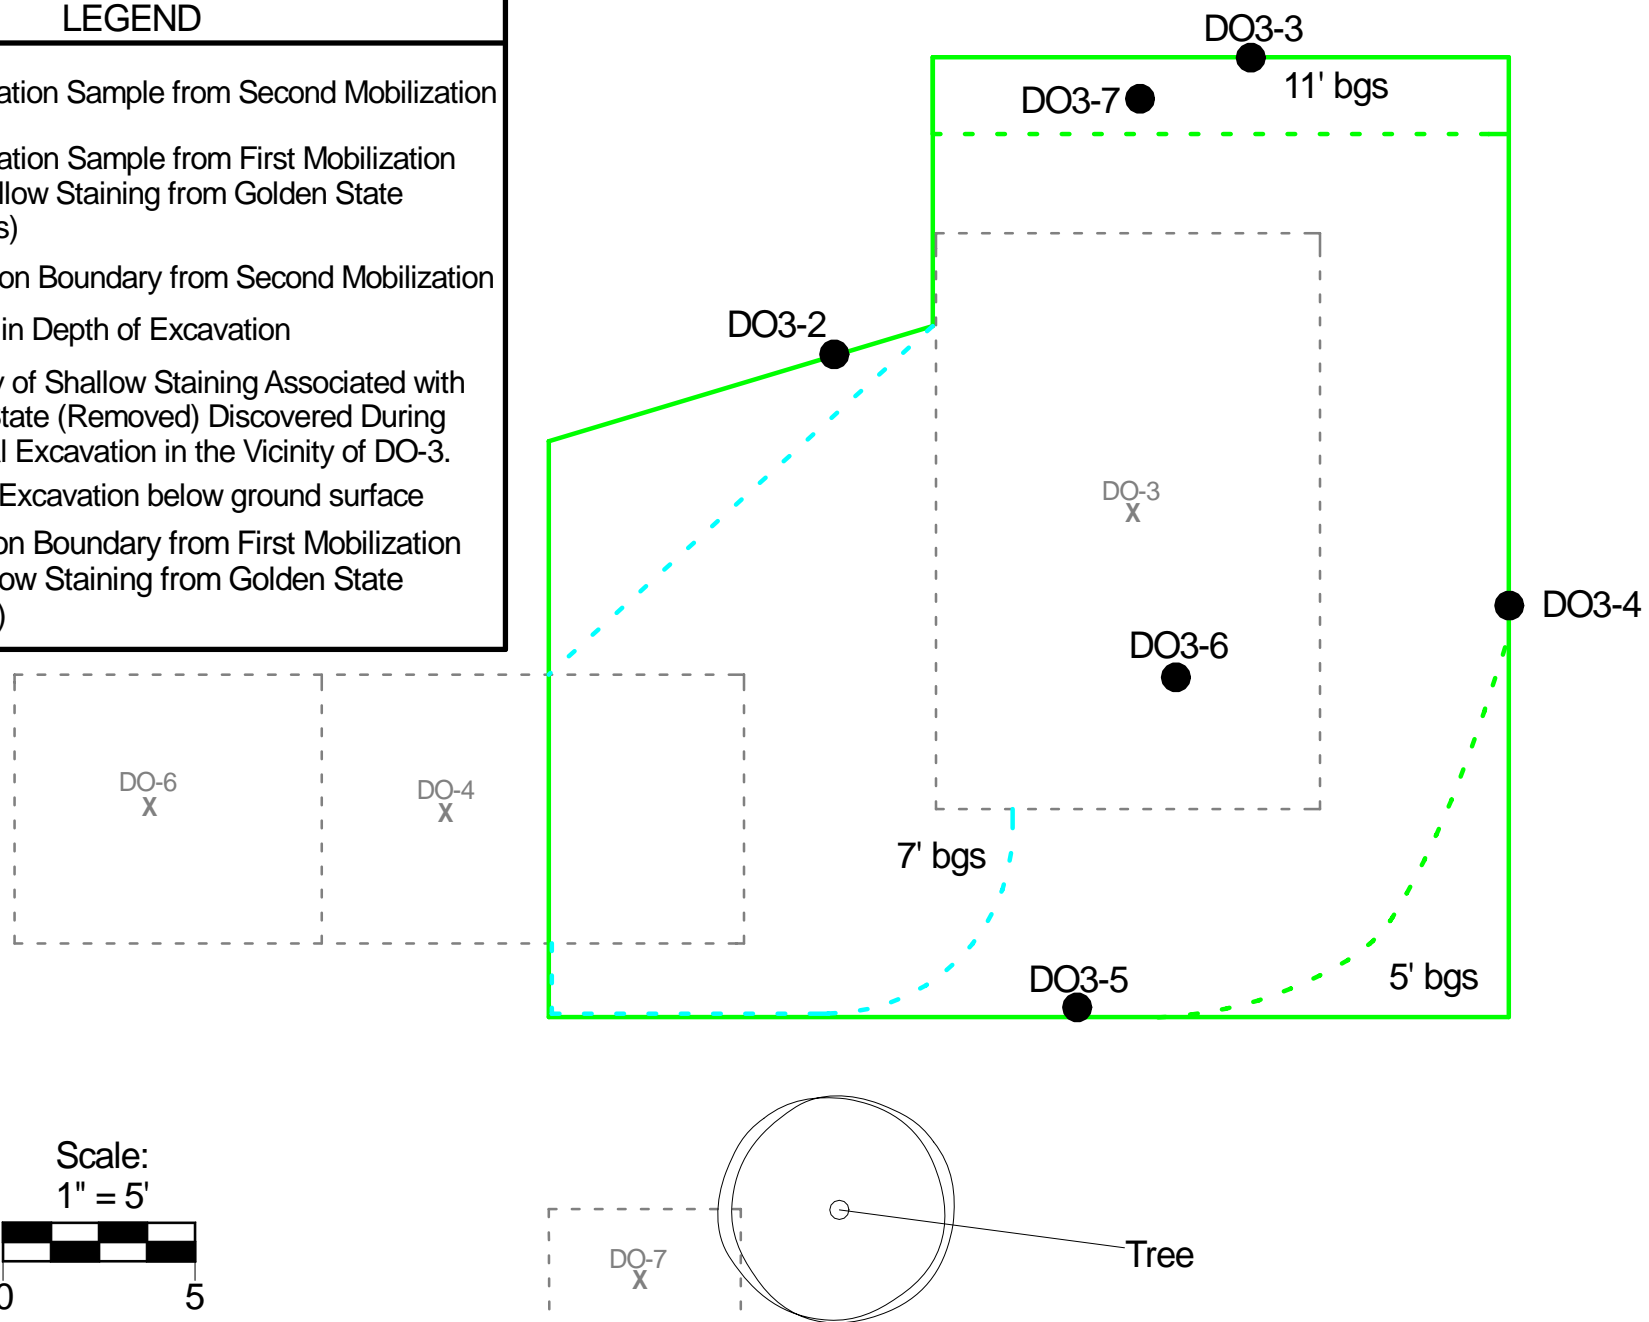 LEGEND
ation Sample from Second Mobilization
ation Sample from First Mobilization
llow Staining from Golden State
s)
on Boundary from Second Mobilization
in Depth of Excavation
y of Shallow Staining Associated with
State (Removed) Discovered During
l Excavation in the Vicinity of DO-3.
Excavation below ground surface
on Boundary from First Mobilization
ow Staining from Golden State
)
DO3-3
DO3-7
11' bgs
DO3-2
DO-3
X
DO3-4
DO3-6
DO-6
X
DO-4
X
7' bgs
DO3-5
5' bgs
Scale:
1" = 5'
0 5
DO-7
X
Tree